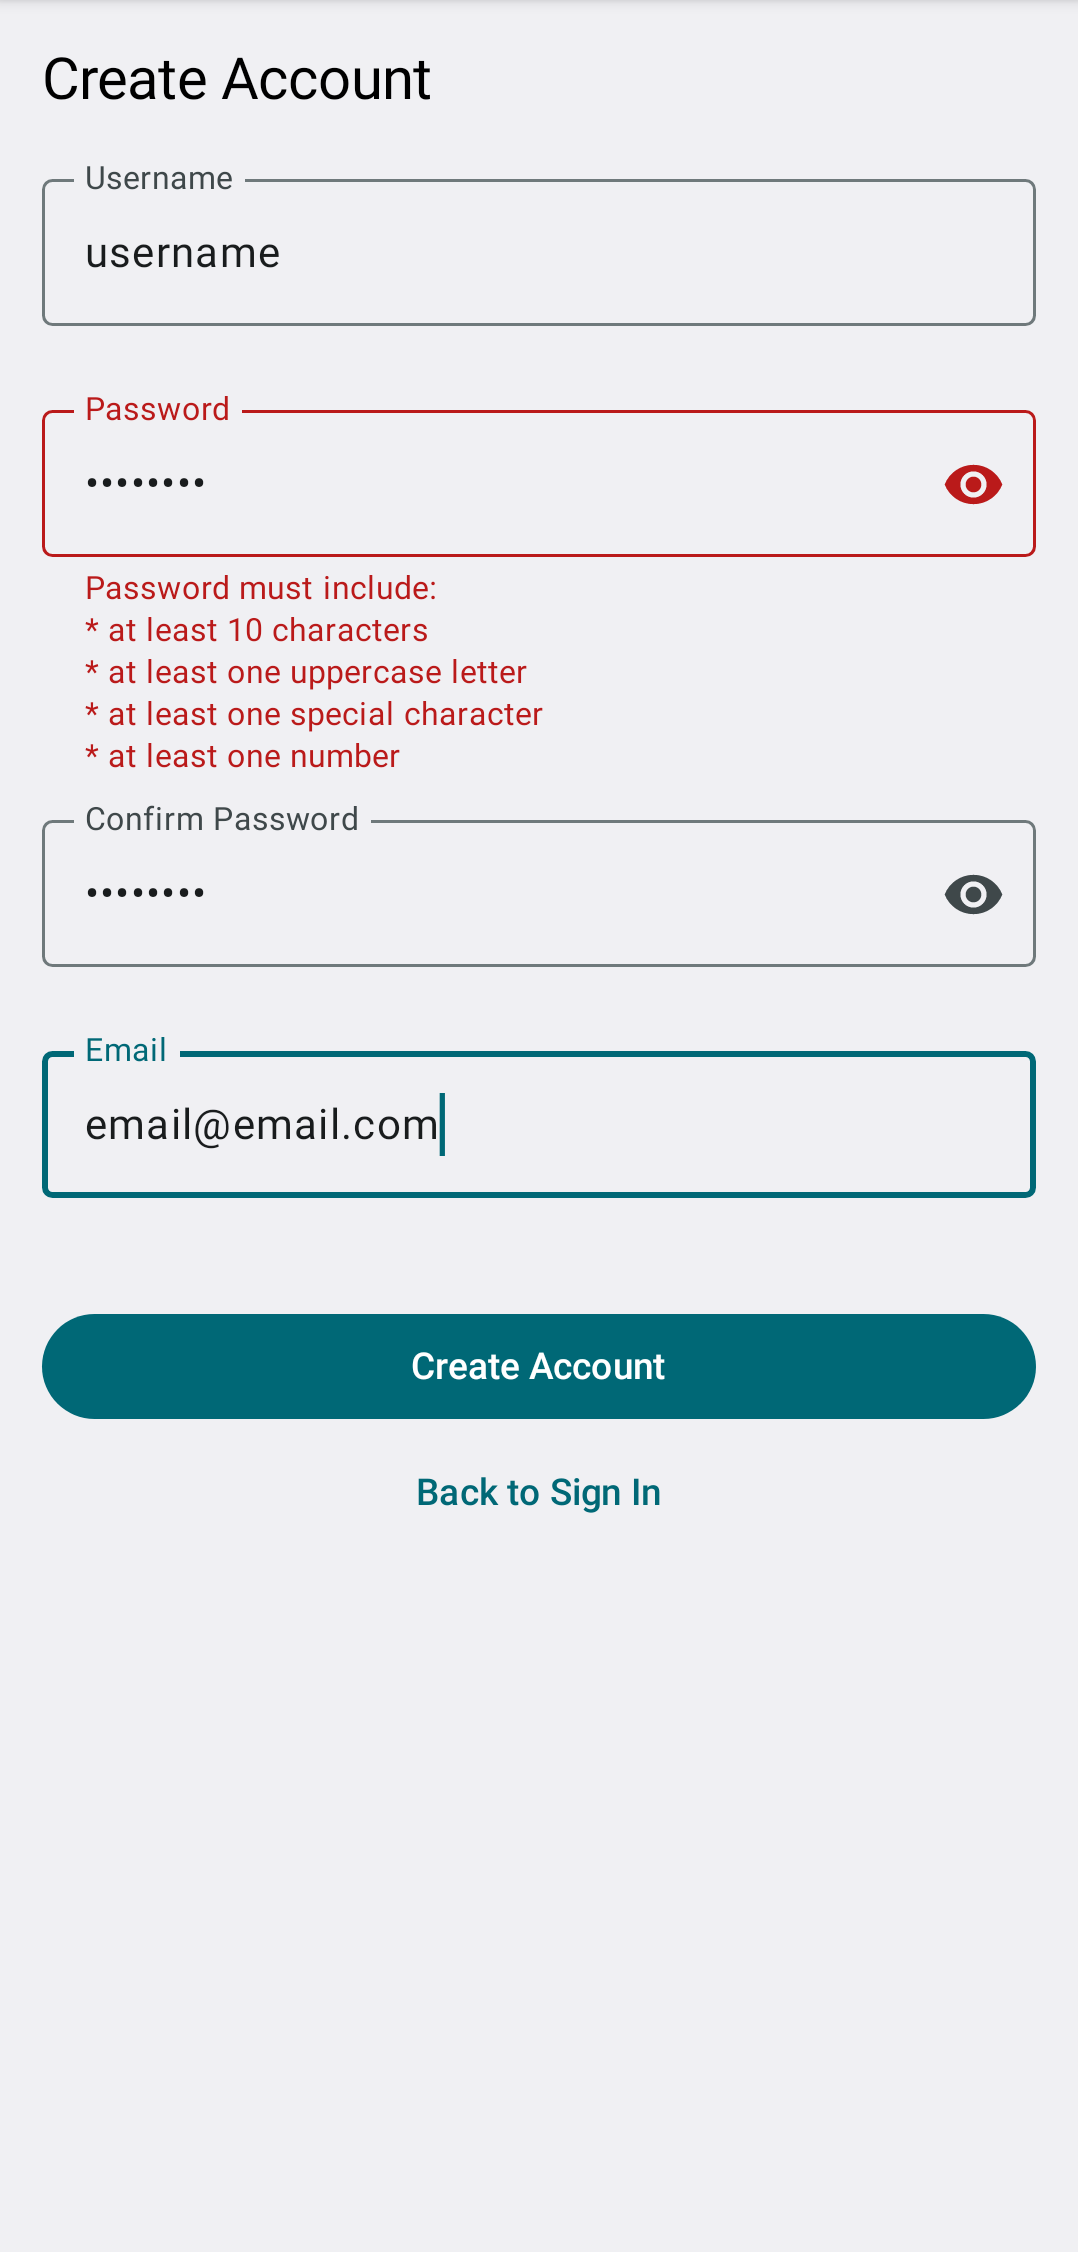 Create Account
Username
username
Password
••••••••
Password must include:
* at least 10 characters
* at least one uppercase letter
* at least one special character
* at least one number
Confirm Password
••••••••
Email
email@email.com
Create Account
Back to Sign In